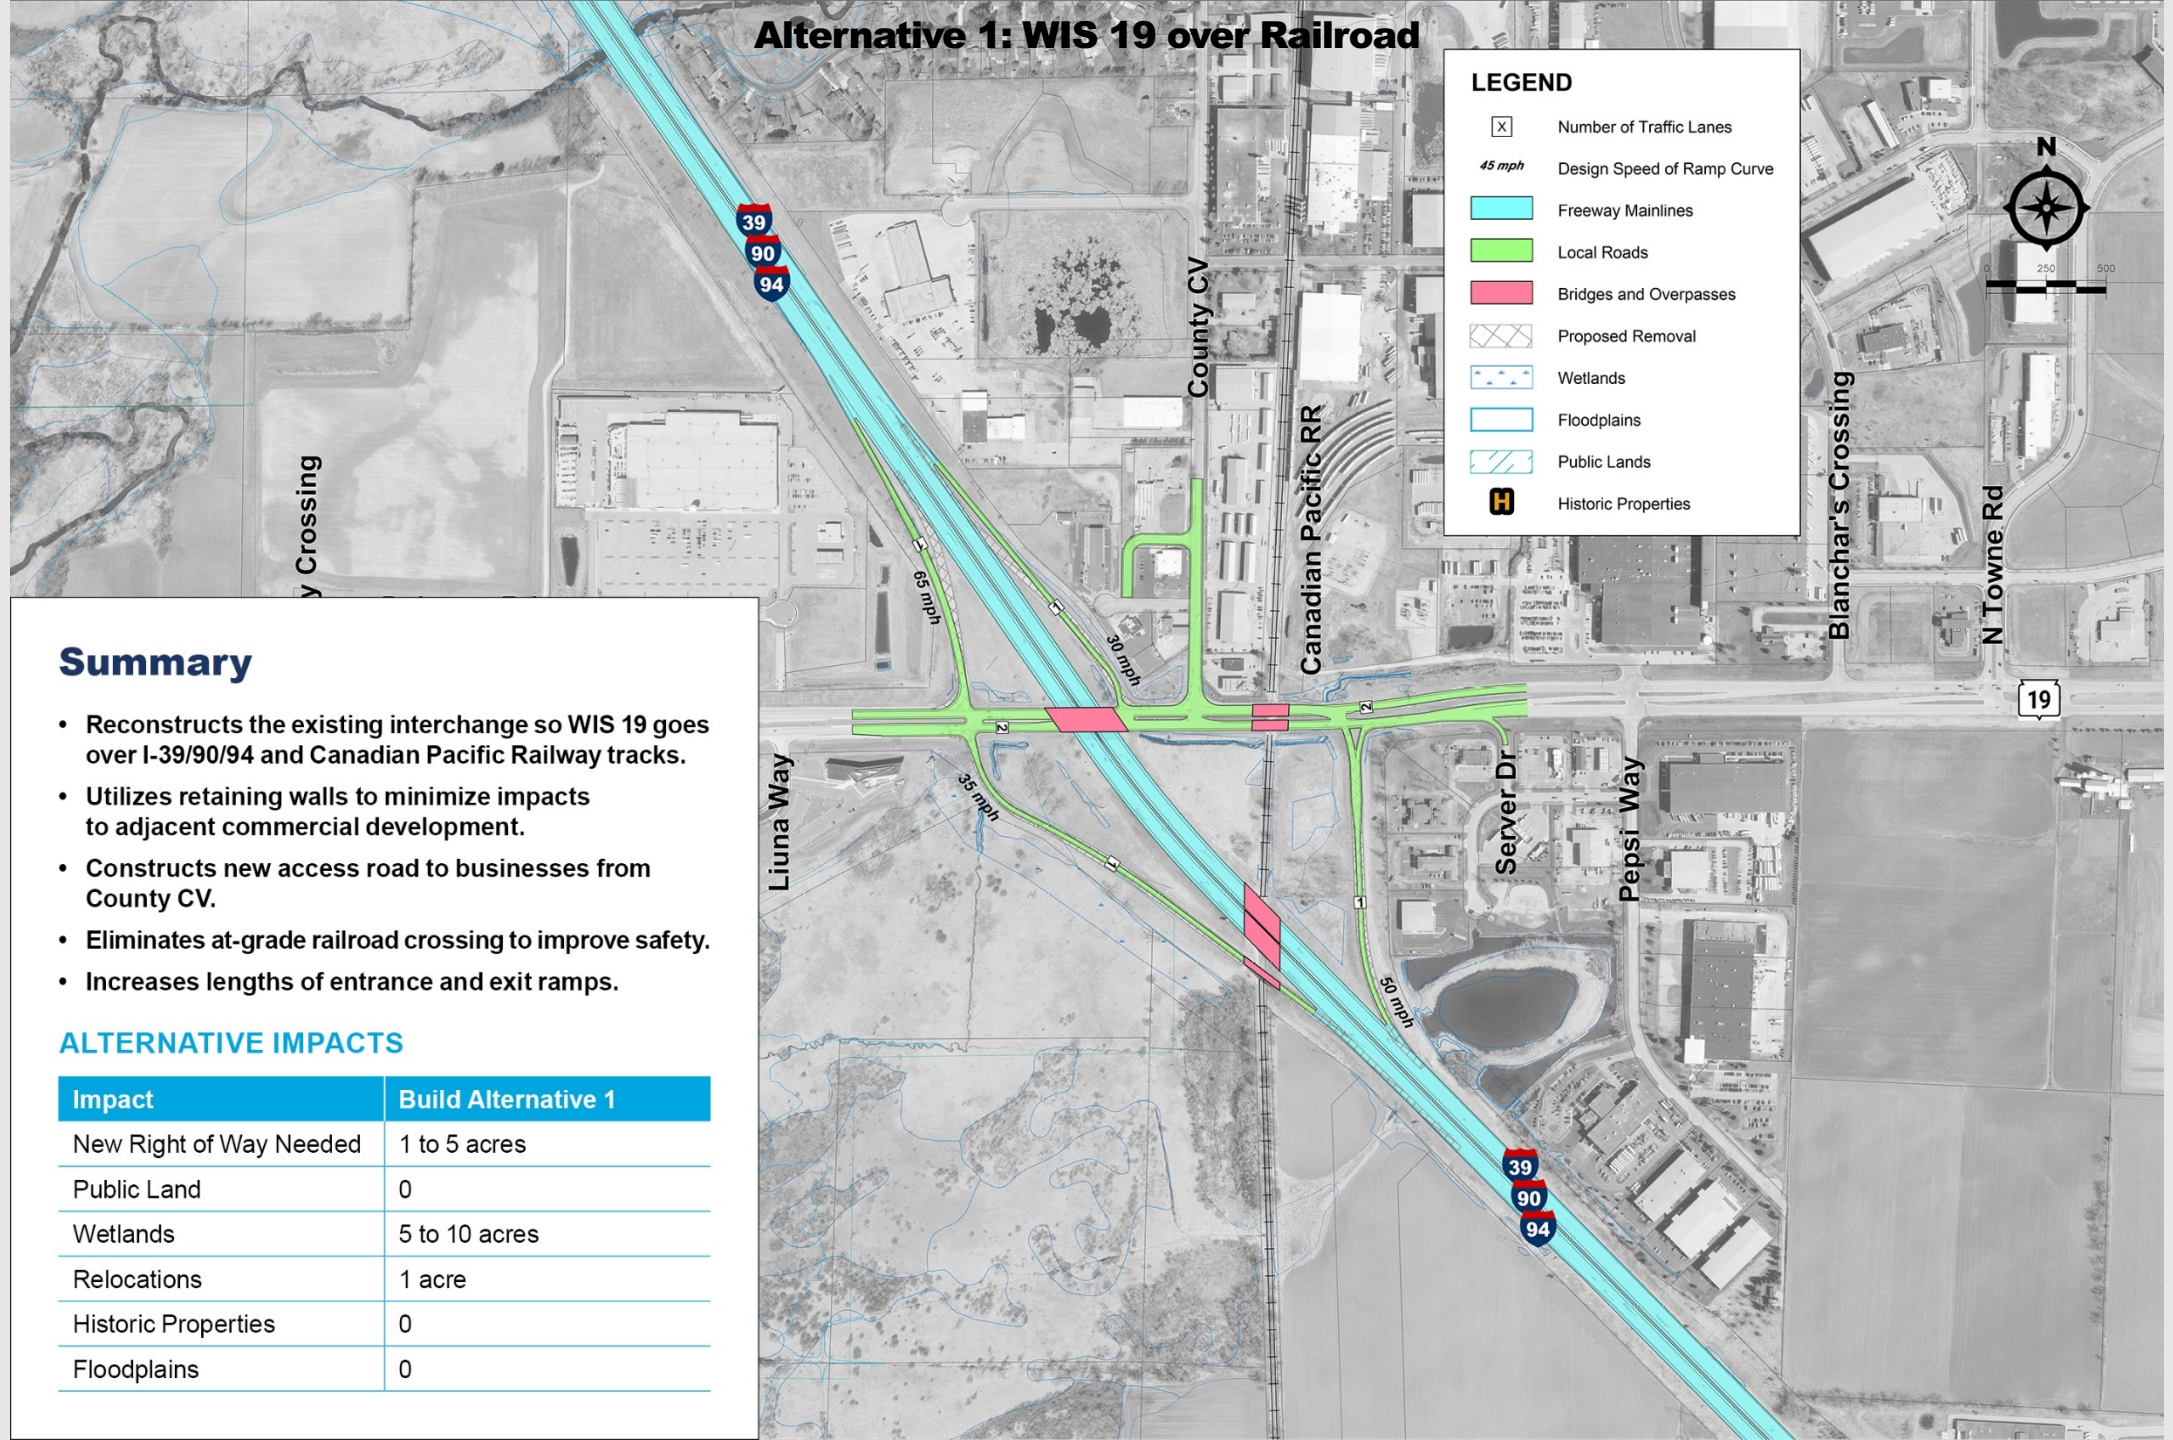 Alternative 1: WIS 19 over Railroad
LEGEND
X Number of Traffic Lanes
45 mph Design Speed of Ramp Curve
Freeway Mainlines
Local Roads
Bridges and Overpasses
Proposed Removal
Wetlands
Floodplains
Public Lands
H Historic Properties
N
0 250 500
39
90
94
County CV
Canadian Pacific RR
Blanchar's Crossing
N Towne Rd
y Crossing
1
65 mph
1
30 mph
19
2
2
35 mph
1
Liuna Way
Server Dr
Pepsi Way
1
50 mph
39
90
94
Summary
• Reconstructs the existing interchange so WIS 19 goes
over I-39/90/94 and Canadian Pacific Railway tracks.
• Utilizes retaining walls to minimize impacts
to adjacent commercial development.
• Constructs new access road to businesses from
County CV.
• Eliminates at-grade railroad crossing to improve safety.
• Increases lengths of entrance and exit ramps.
ALTERNATIVE IMPACTS
Impact Build Alternative 1
New Right of Way Needed 1 to 5 acres
Public Land 0
Wetlands 5 to 10 acres
Relocations 1 acre
Historic Properties 0
Floodplains 0